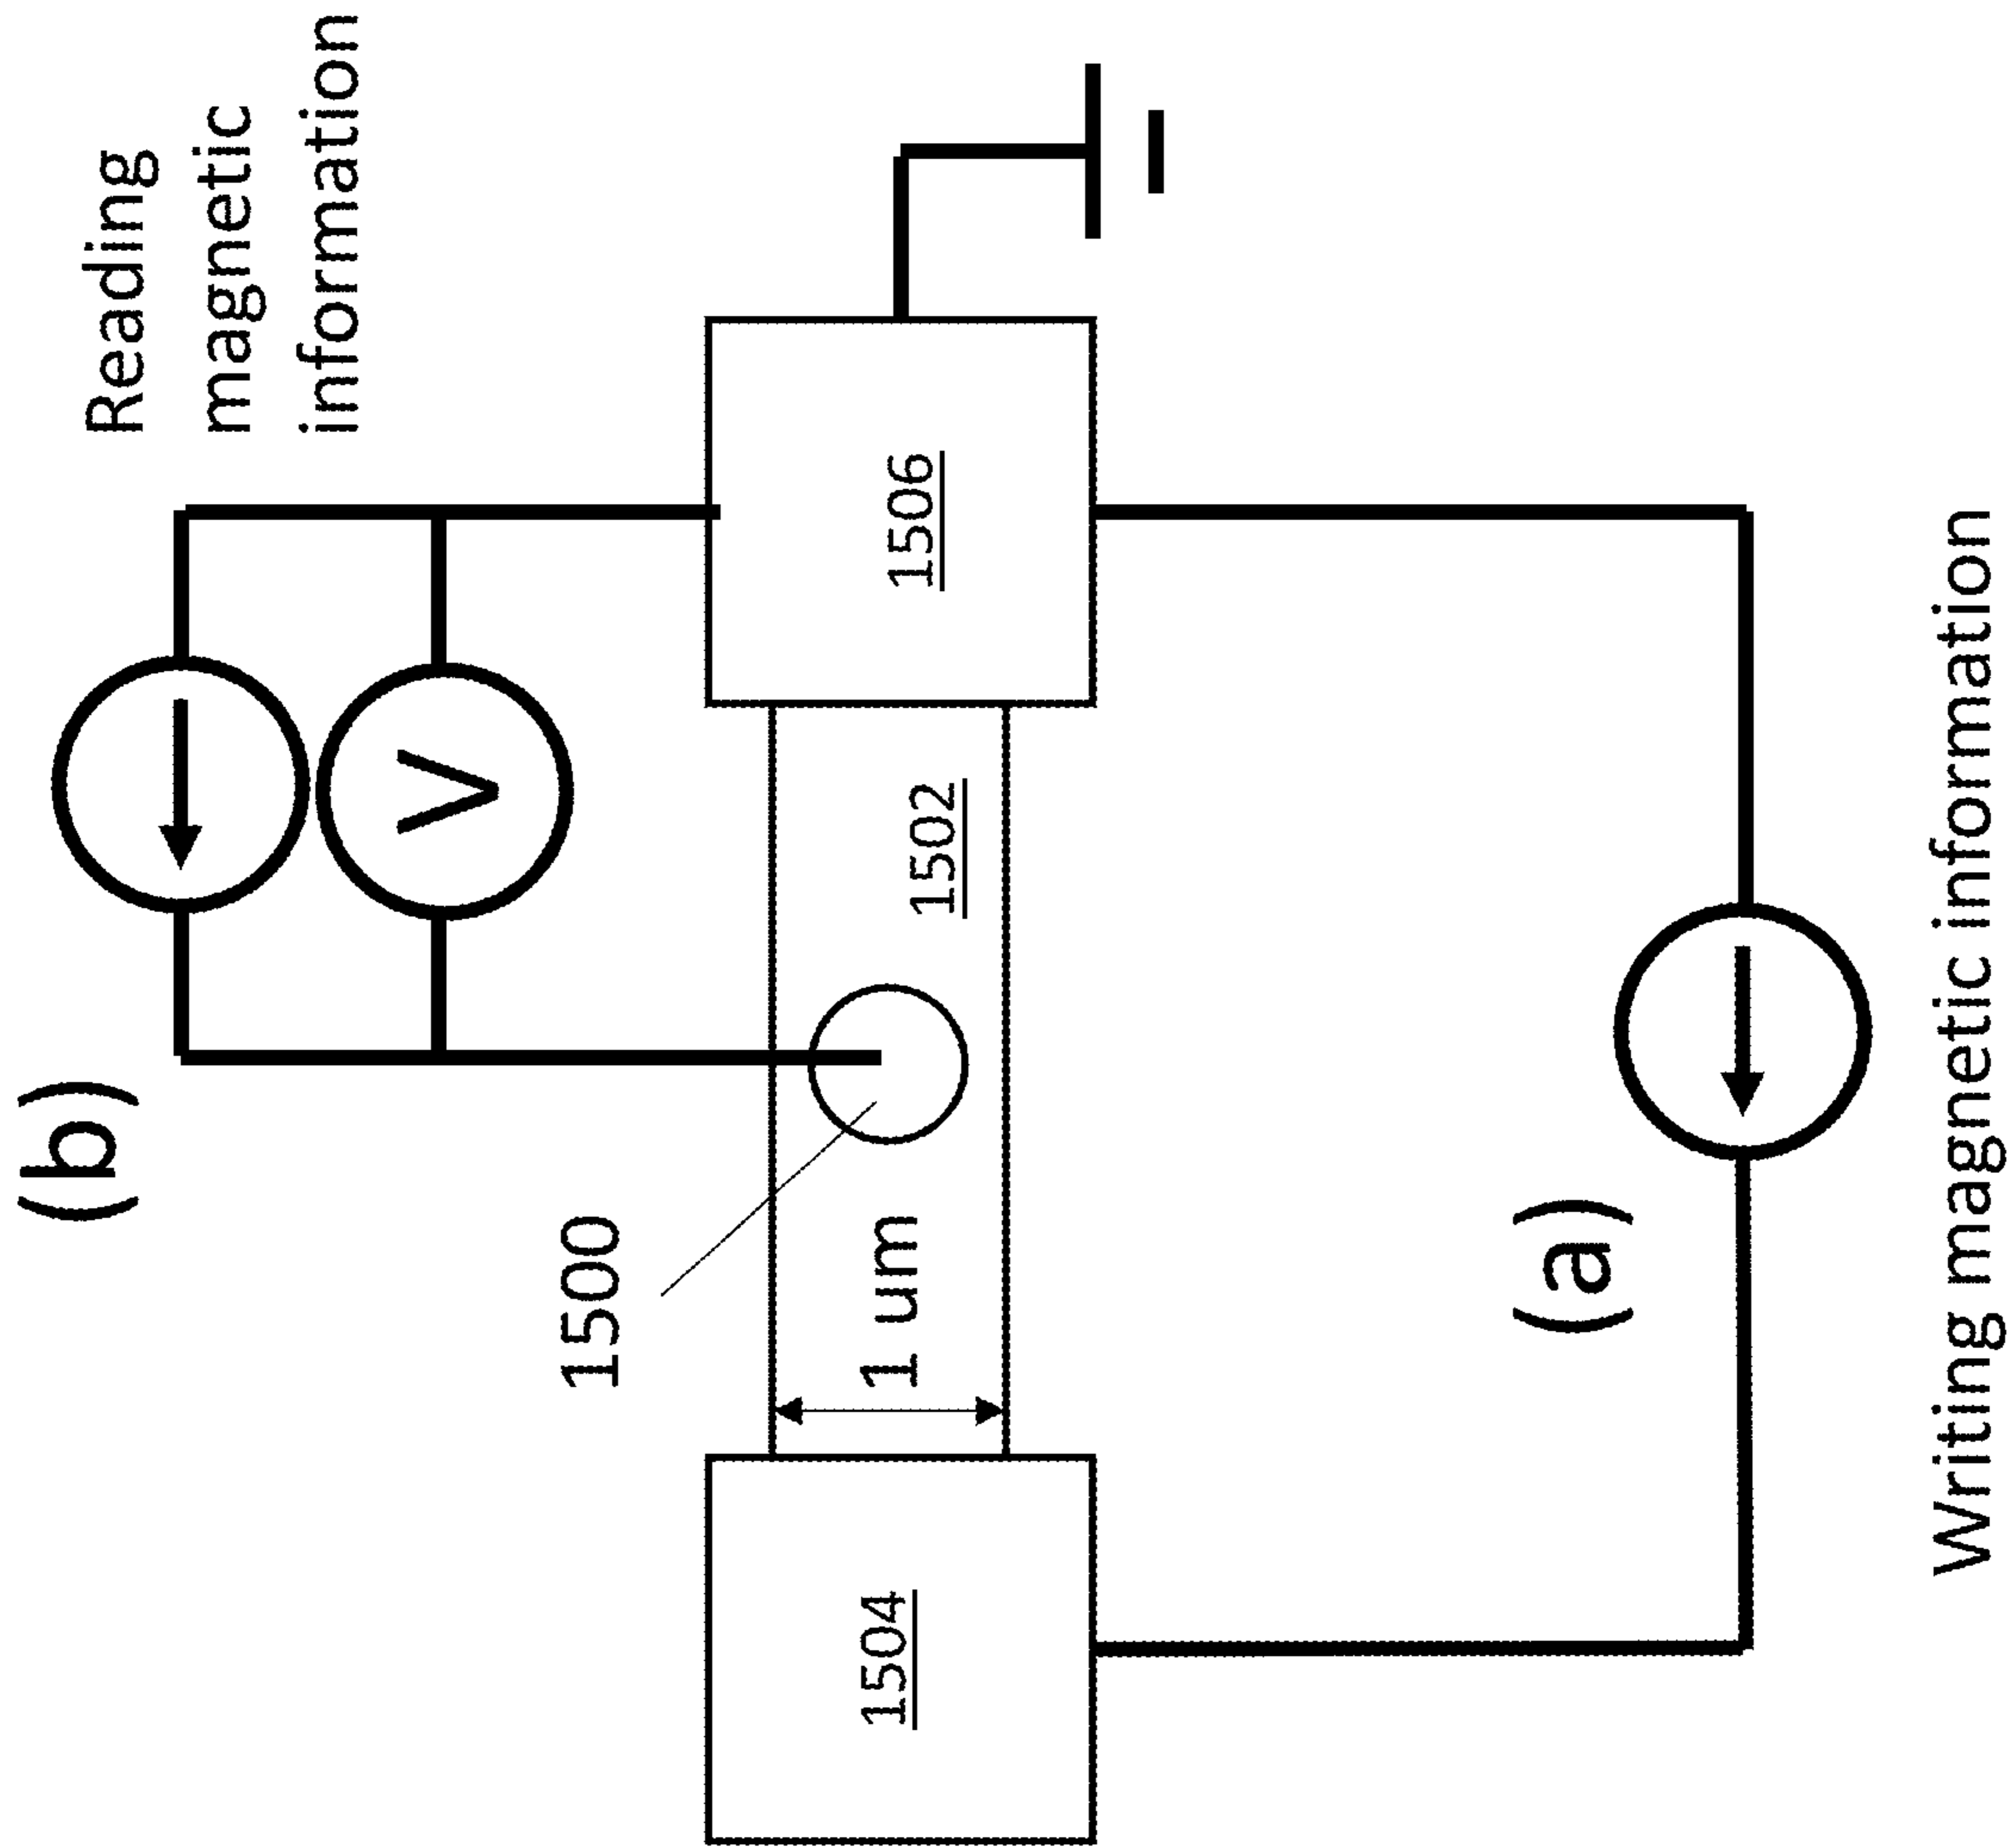 (b)
Reading
magnetic
information
V
1500
1504
1 um
1502
1506
(a)
Writing magnetic information